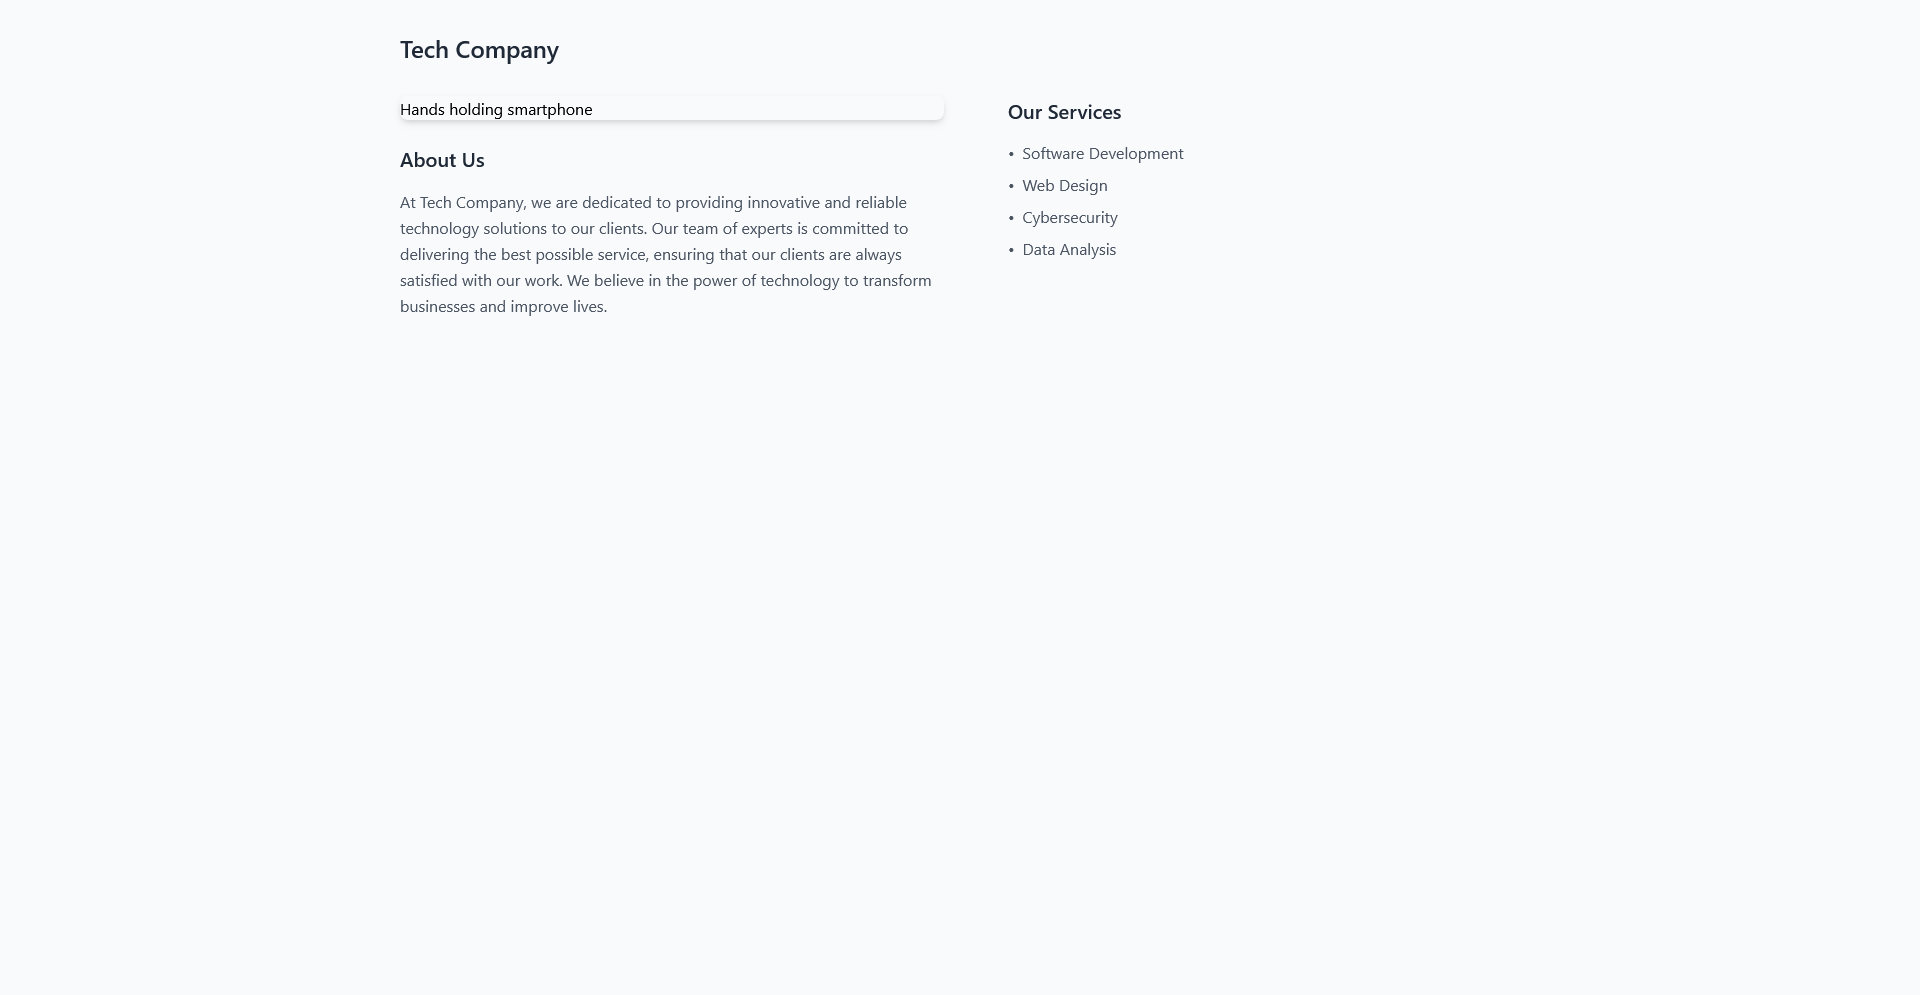 Tech Company
Hands holding smartphone
About Us
At Tech Company, we are dedicated to providing innovative and reliable
technology solutions to our clients. Our team of experts is committed to
delivering the best possible service, ensuring that our clients are always
satisfied with our work. We believe in the power of technology to transform
businesses and improve lives.
Our Services
• Software Development
• Web Design
• Cybersecurity
• Data Analysis